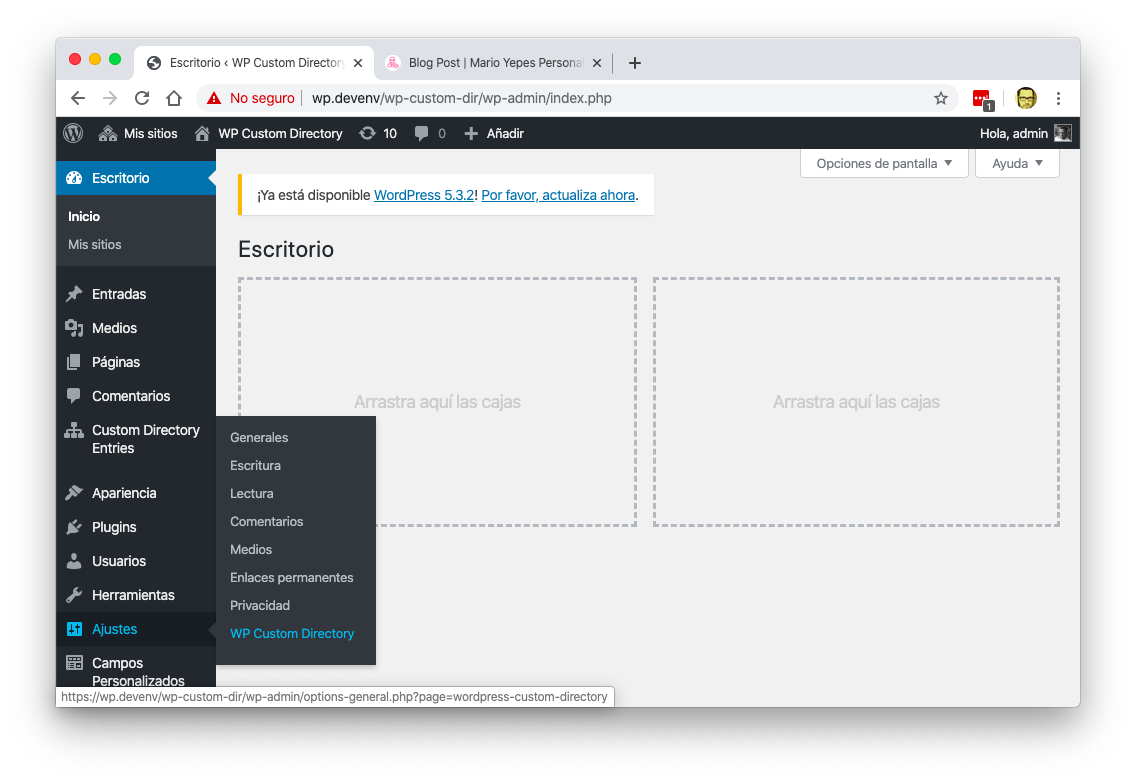 Escritorio ‹ WP Custom Directory
Blog Post | Mario Yepes Personal
No seguro
wp.devenv/wp-custom-dir/wp-admin/index.php
1
Mis sitios
WP Custom Directory
10
0
Añadir
Hola, admin
Opciones de pantalla
Ayuda
Escritorio
Inicio
Mis sitios
Entradas
Medios
Páginas
Comentarios
Custom Directory
Entries
Apariencia
Plugins
Usuarios
Herramientas
Ajustes
Campos
Personalizados
¡Ya está disponible WordPress 5.3.2! Por favor, actualiza ahora.
Escritorio
Arrastra aquí las cajas
Arrastra aquí las cajas
Generales
Escritura
Lectura
Comentarios
Medios
Enlaces permanentes
Privacidad
WP Custom Directory
https://wp.devenv/wp-custom-dir/wp-admin/options-general.php?page=wordpress-custom-directory